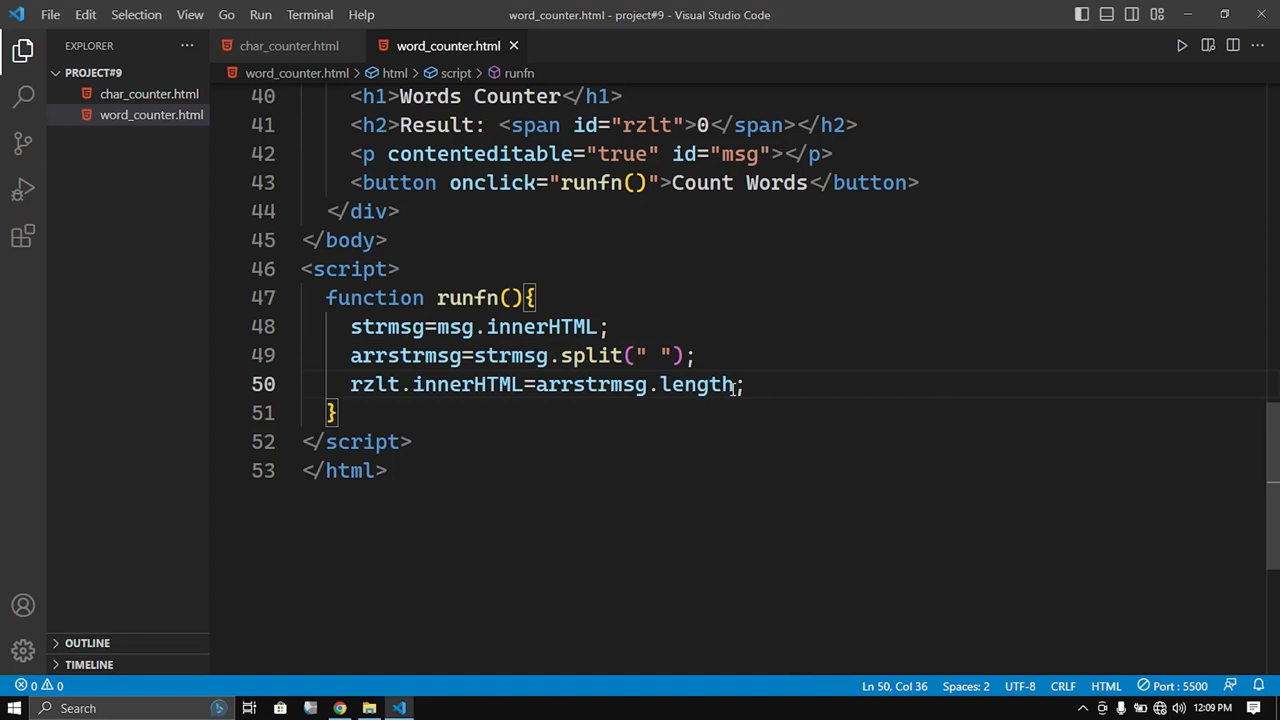 File Edit Selection View Go Run Terminal Help word_counter.html - project#9 - Visual Studio Code
EXPLORER
char_counter.html word_counter.html
word_counter.html > html > script > runfn
PROJECT#9
char_counter.html
word_counter.html
40 <h1>Words Counter</h1>
41 <h2>Result: <span id="rzlt">0</span></h2>
42 <p contenteditable="true" id="msg"></p>
43 <button onclick="runfn()">Count Words</button>
44 </div>
45 </body>
46 <script>
47 function runfn(){
48 strmsg=msg.innerHTML;
49 arrstrmsg=strmsg.split(" ");
50 rzlt.innerHTML=arrstrmsg.length;
51 }
52 </script>
53 </html>
OUTLINE
TIMELINE
0 0 Ln 50, Col 36 Spaces: 2 UTF-8 CRLF HTML Port : 5500
Search 12:09 PM